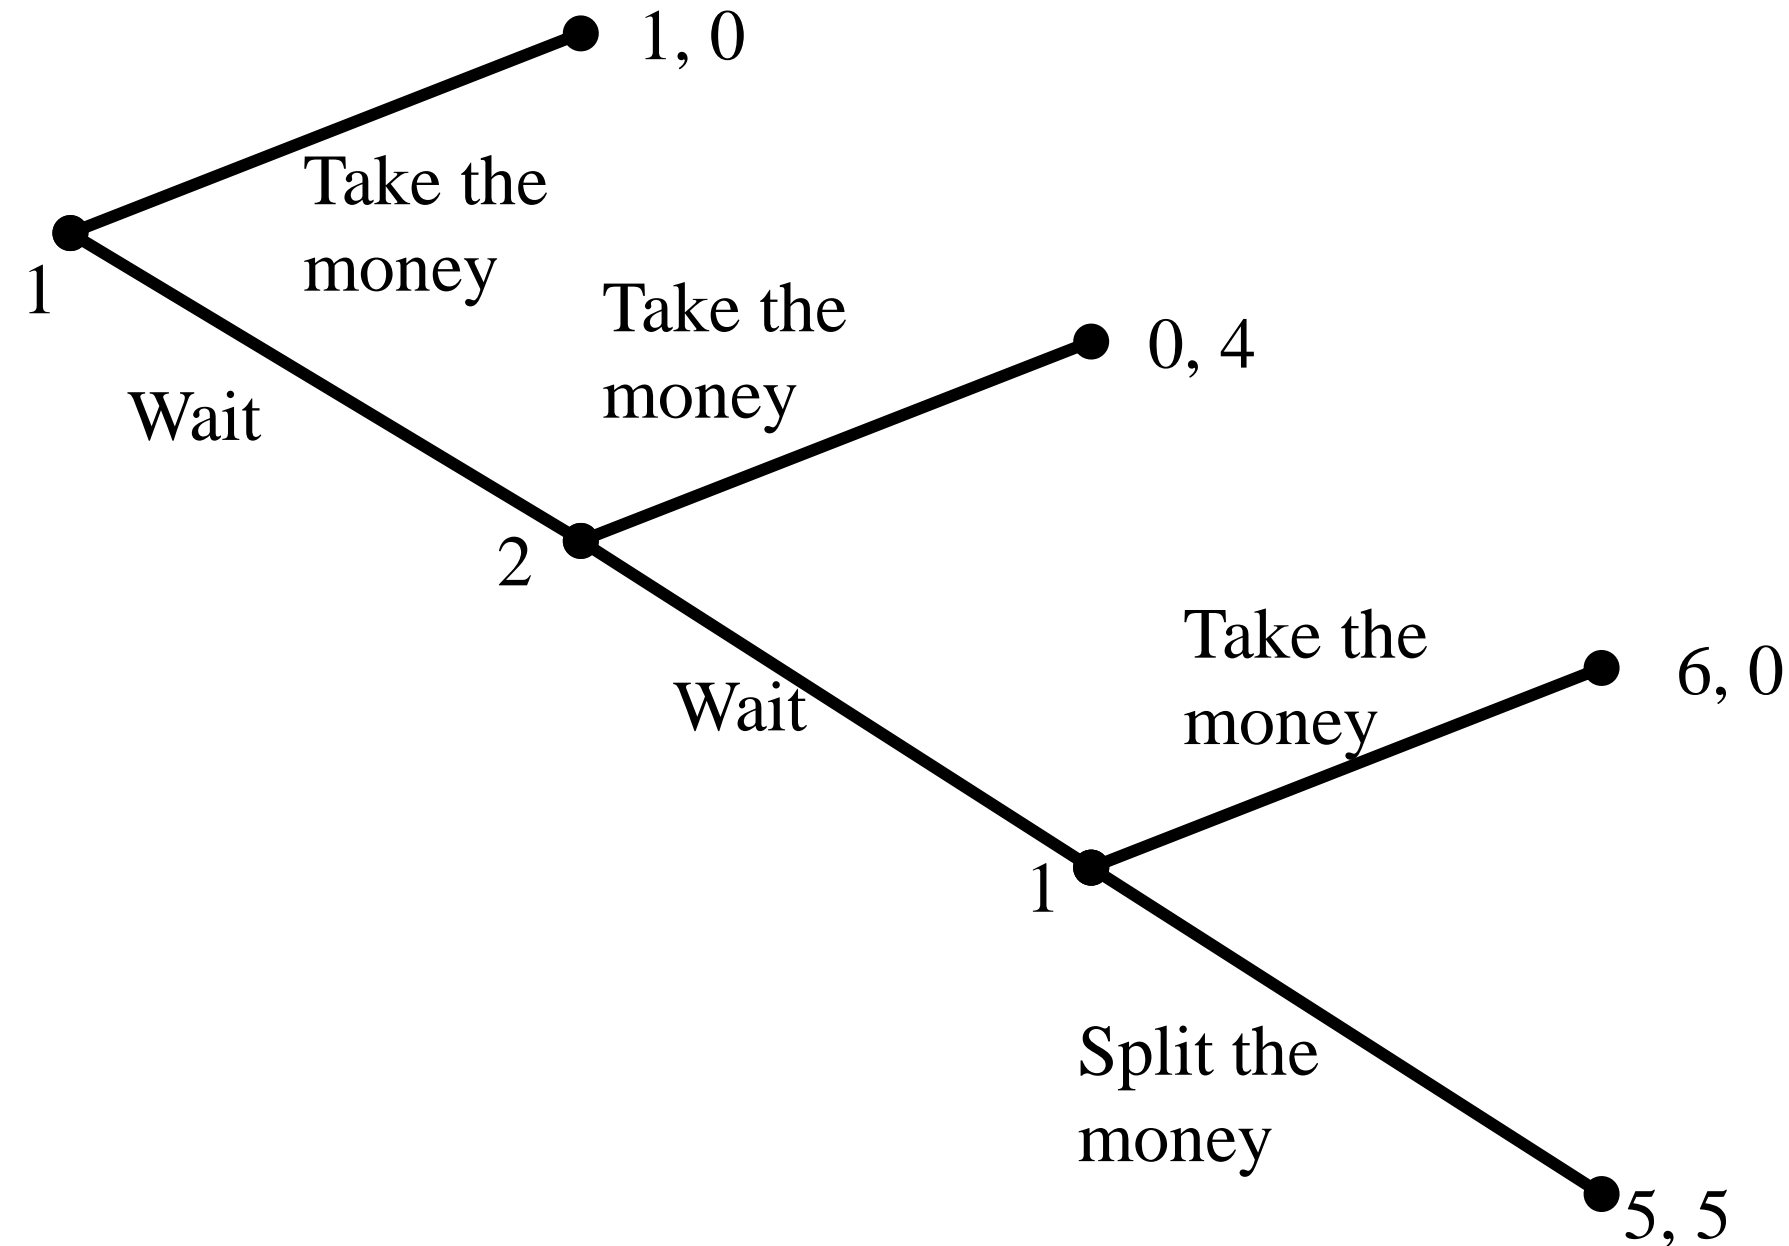 1, 0
Take the
money
1
Take the
money
0, 4
Wait
2
Take the
money
6, 0
Wait
1
Split the
money
5, 5